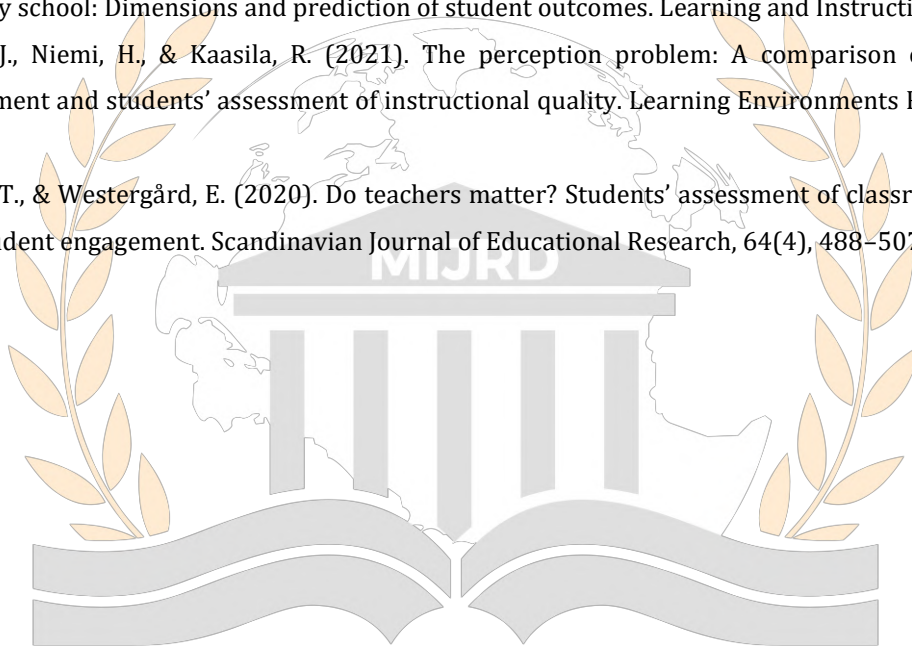 y school: Dimensions and prediction of student outcomes. Learning and Instructi
J., Niemi, H., & Kaasila, R. (2021). The perception problem: A comparison
ment and students’ assessment of instructional quality. Learning Environments
T., & Westergård, E. (2020). Do teachers matter? Students’ assessment of classr
udent engagement. Scandinavian Journal of Educational Research, 64(4), 488–507
MIJRD